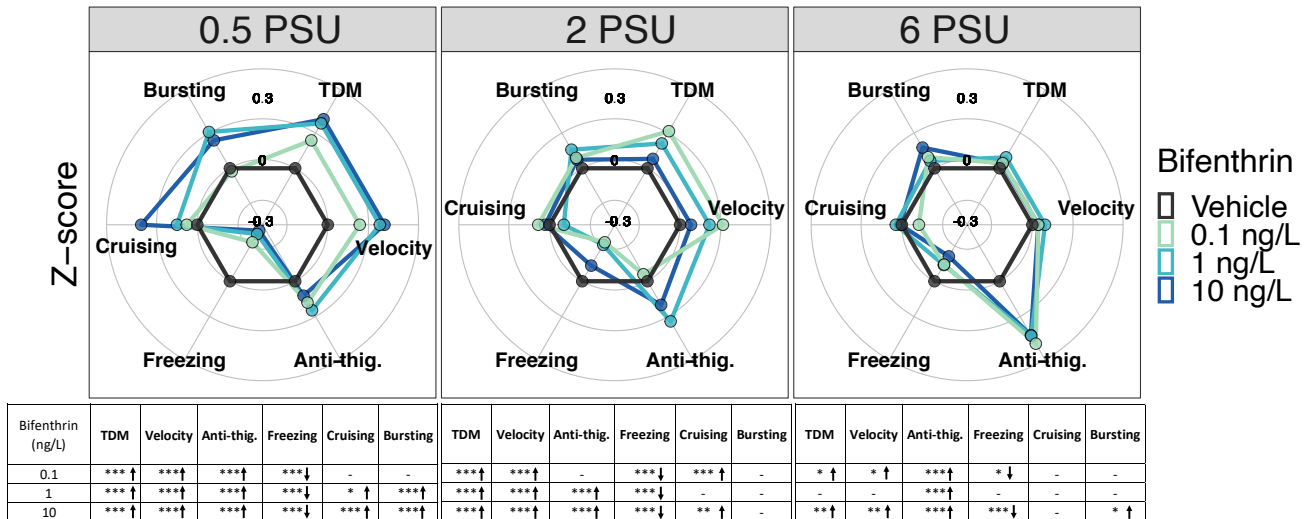 0.5 PSU
2 PSU
6 PSU
Z-score
Bursting
TDM
0.3
0
-0.3
Cruising
Velocity
Freezing
Anti-thig.
Bursting
TDM
0.3
0
-0.3
Cruising
Velocity
Freezing
Anti-thig.
Bursting
TDM
0.3
0
-0.3
Cruising
Velocity
Freezing
Anti-thig.
Bifenthrin
Vehicle
0.1 ng/L
1 ng/L
10 ng/L
Bifenthrin (ng/L) TDM Velocity Anti-thig. Freezing Cruising Bursting TDM Velocity Anti-thig. Freezing Cruising Bursting TDM Velocity Anti-thig. Freezing Cruising Bursting
0.1 ***↑ ***↑ ***↑ ***↓ - - ***↑ ***↑ - ***↓ ***↑ - *↑ *↑ ***↑ *↓ - -
1 ***↑ ***↑ ***↑ ***↓ *↑ ***↑ ***↑ ***↑ ***↑ ***↓ - - - - ***↑ - - -
10 ***↑ ***↑ ***↑ ***↓ ***↑ ***↑ ***↑ ***↑ ***↑ ***↓ **↑ - **↑ **↑ ***↑ ***↓ - *↑